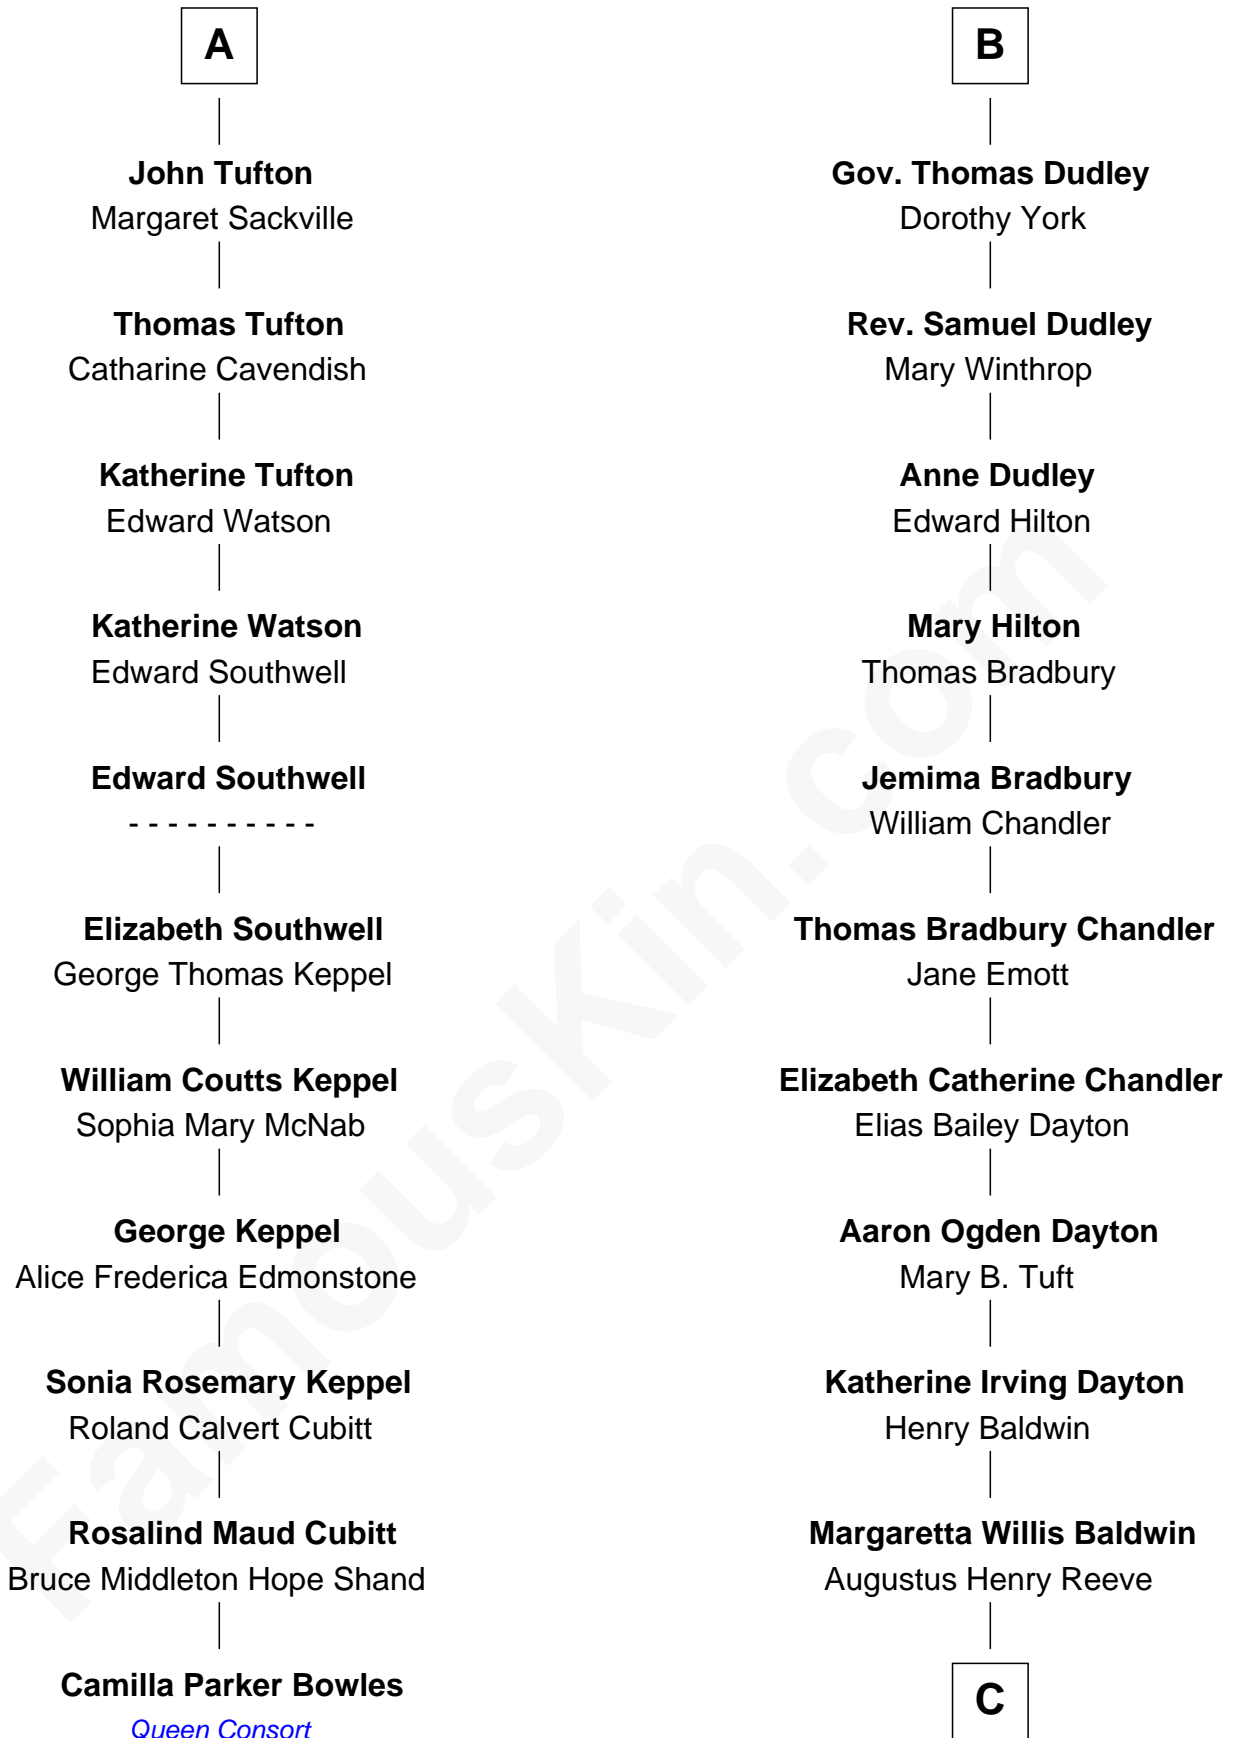 A
John Tufton
Margaret Sackville
Thomas Tufton
Catharine Cavendish
Katherine Tufton
Edward Watson
Katherine Watson
Edward Southwell
Edward Southwell
- - - - - - - - - -
Elizabeth Southwell
George Thomas Keppel
William Coutts Keppel
Sophia Mary McNab
George Keppel
Alice Frederica Edmonstone
Sonia Rosemary Keppel
Roland Calvert Cubitt
Rosalind Maud Cubitt
Bruce Middleton Hope Shand
Camilla Parker Bowles
Queen Consort
B
Gov. Thomas Dudley
Dorothy York
Rev. Samuel Dudley
Mary Winthrop
Anne Dudley
Edward Hilton
Mary Hilton
Thomas Bradbury
Jemima Bradbury
William Chandler
Thomas Bradbury Chandler
Jane Emott
Elizabeth Catherine Chandler
Elias Bailey Dayton
Aaron Ogden Dayton
Mary B. Tuft
Katherine Irving Dayton
Henry Baldwin
Margaretta Willis Baldwin
Augustus Henry Reeve
C
FamousKin.com